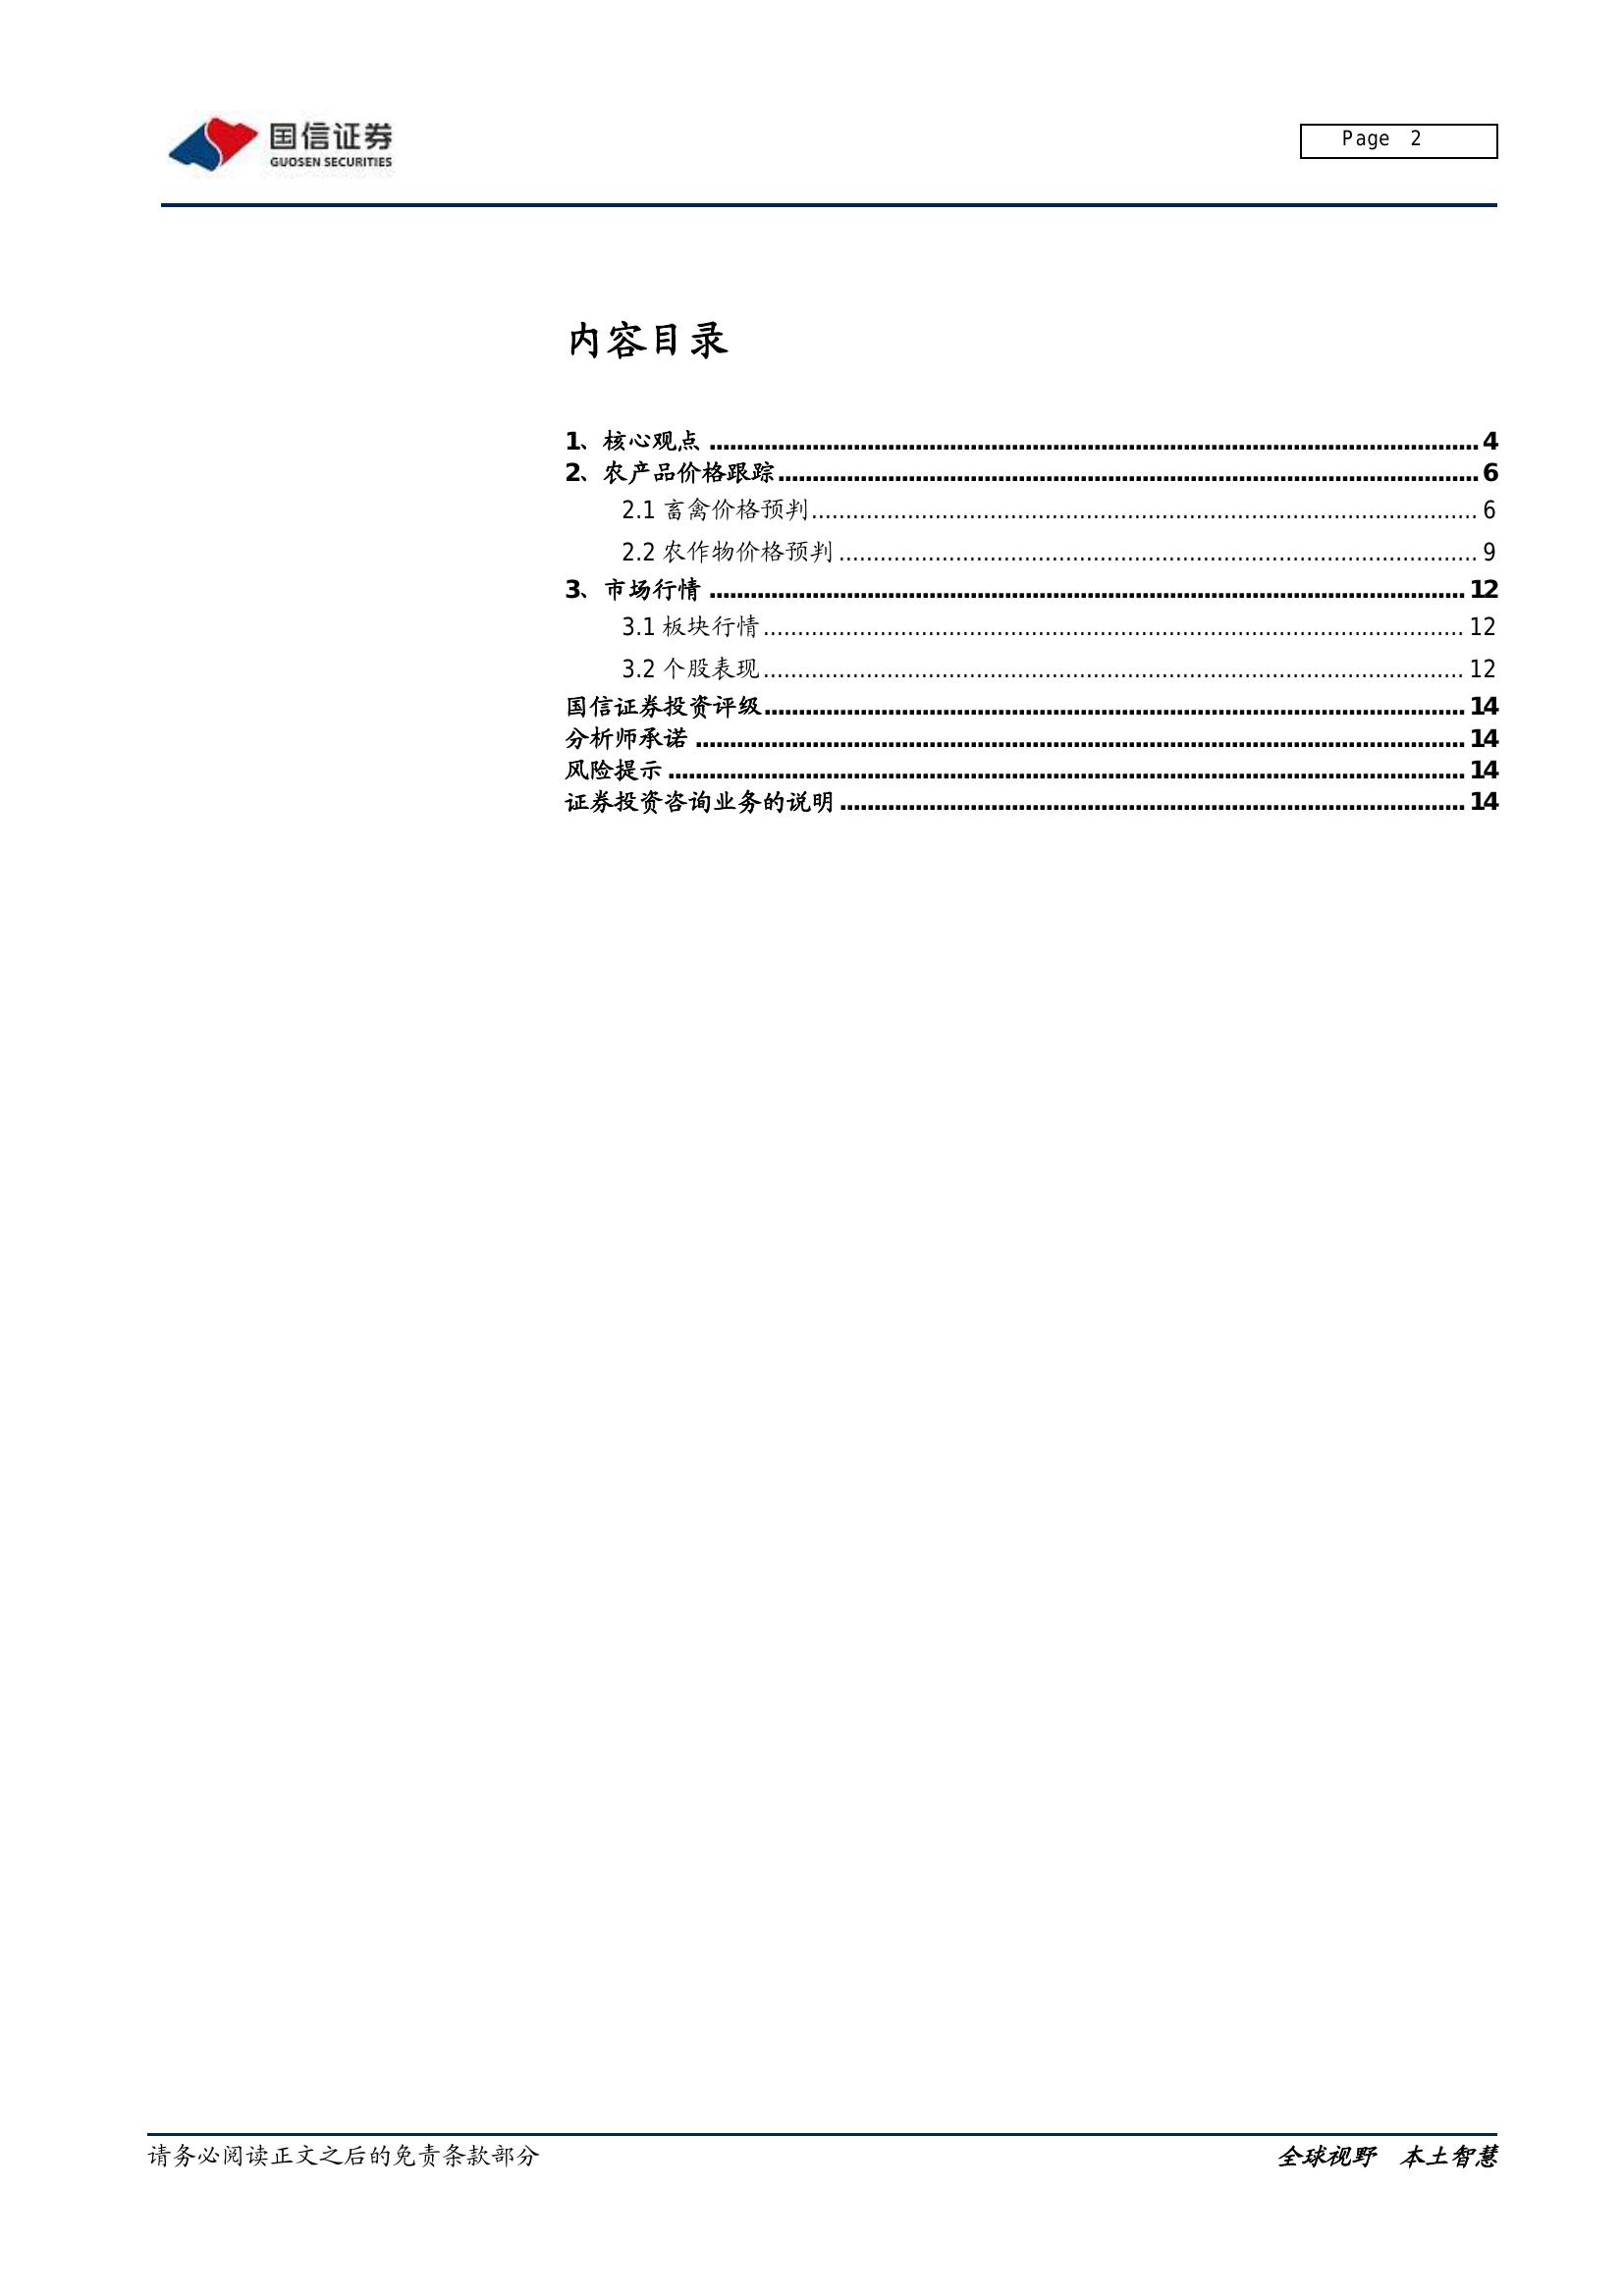 国信证券
GUOSEN SECURITIES
Page 2
内容目录
1、核心观点 ........................................ 4
2、农产品价格跟踪 ........................................ 6
2.1 畜禽价格预判 ........................................ 6
2.2 农作物价格预判 ........................................ 9
3、市场行情 ........................................ 12
3.1 板块行情 ........................................ 12
3.2 个股表现 ........................................ 12
国信证券投资评级 ........................................ 14
分析师承诺 ........................................ 14
风险提示 ........................................ 14
证券投资咨询业务的说明 ........................................ 14
请务必阅读正文之后的免责条款部分
全球视野 本土智慧